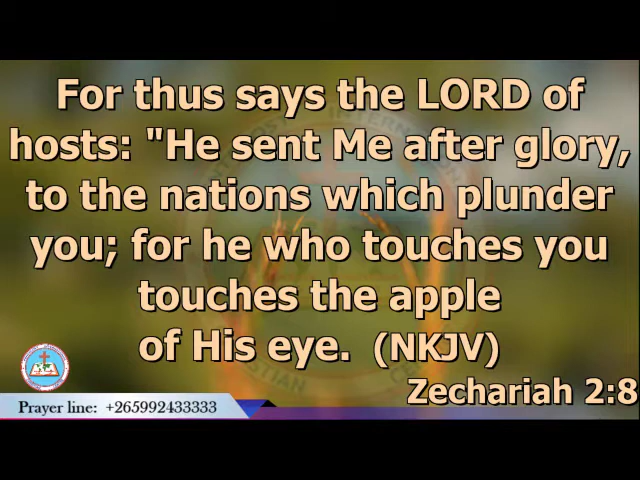 For thus says the LORD of
hosts: "He sent Me after glory,
to the nations which plunder
you; for he who touches you
touches the apple
of His eye. (NKJV)
Zechariah 2:8
Prayer line: +265992433333